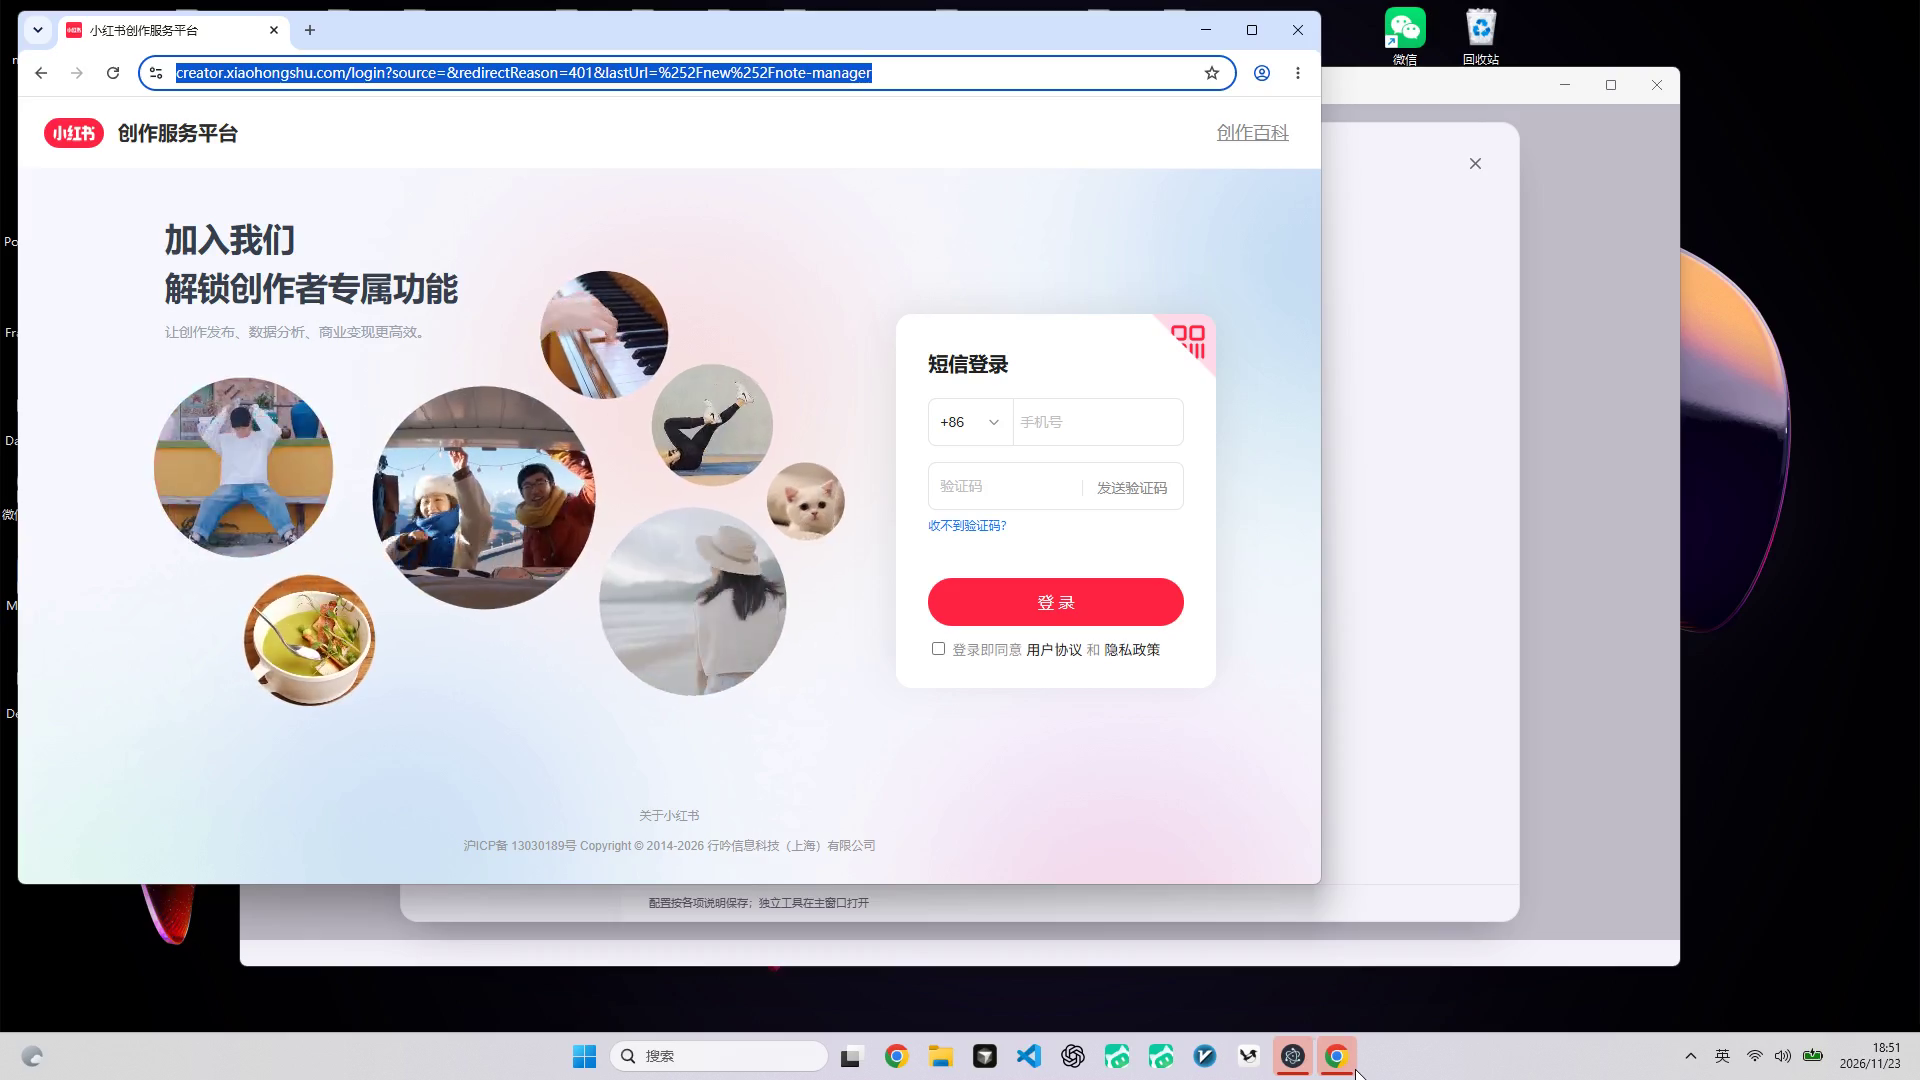 小红书创作服务平台
creator.xiaohongshu.com/login?source=&redirectReason=401&lastUrl=%252Fnew%252Fnote-manager
微信
回收站
小红书 创作服务平台
创作百科
加入我们
解锁创作者专属功能
让创作发布、数据分析、商业变现更高效。
短信登录
+86
手机号
验证码
发送验证码
收不到验证码?
登 录
登录即同意 用户协议 和 隐私政策
关于小红书
沪ICP备 13030189号 Copyright © 2014-2026 行吟信息科技（上海）有限公司
配置按各项说明保存；独立工具在主窗口打开
Po
Fra
Da
微信
M
De
搜索
英
18:51
2026/11/23